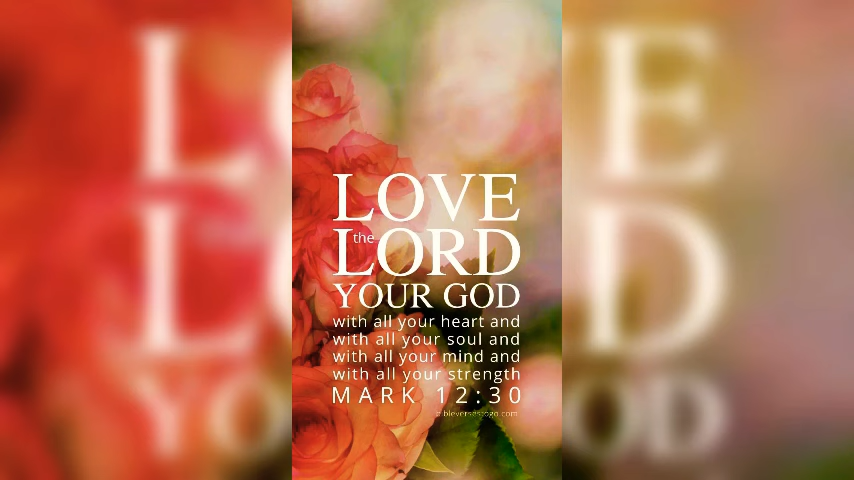 LOVE
the
LORD
YOUR GOD
with all your heart and
with all your soul and
with all your mind and
with all your strength
MARK 12:30